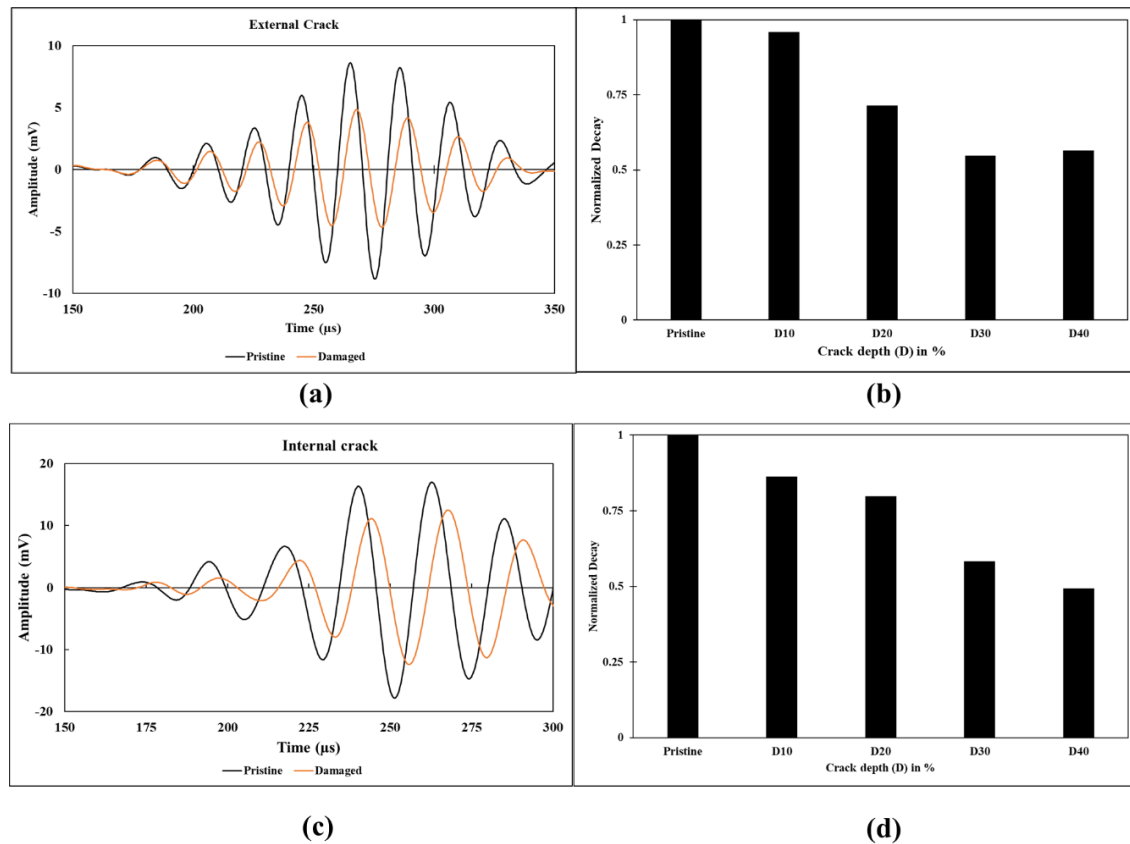 External Crack
10
5
0
-5
-10
Amplitude (mV)
150 200 250 300 350
Time (µs)
Pristine Damaged
(a)
1
0.75
0.5
0.25
0
Normalized Decay
Pristine D10 D20 D30 D40
Crack depth (D) in %
(b)
Internal crack
20
10
0
-10
-20
Amplitude (mV)
150 175 200 225 250 275 300
Time (µs)
Pristine Damaged
(c)
1
0.75
0.5
0.25
0
Normalized Decay
Pristine D10 D20 D30 D40
Crack depth (D) in %
(d)